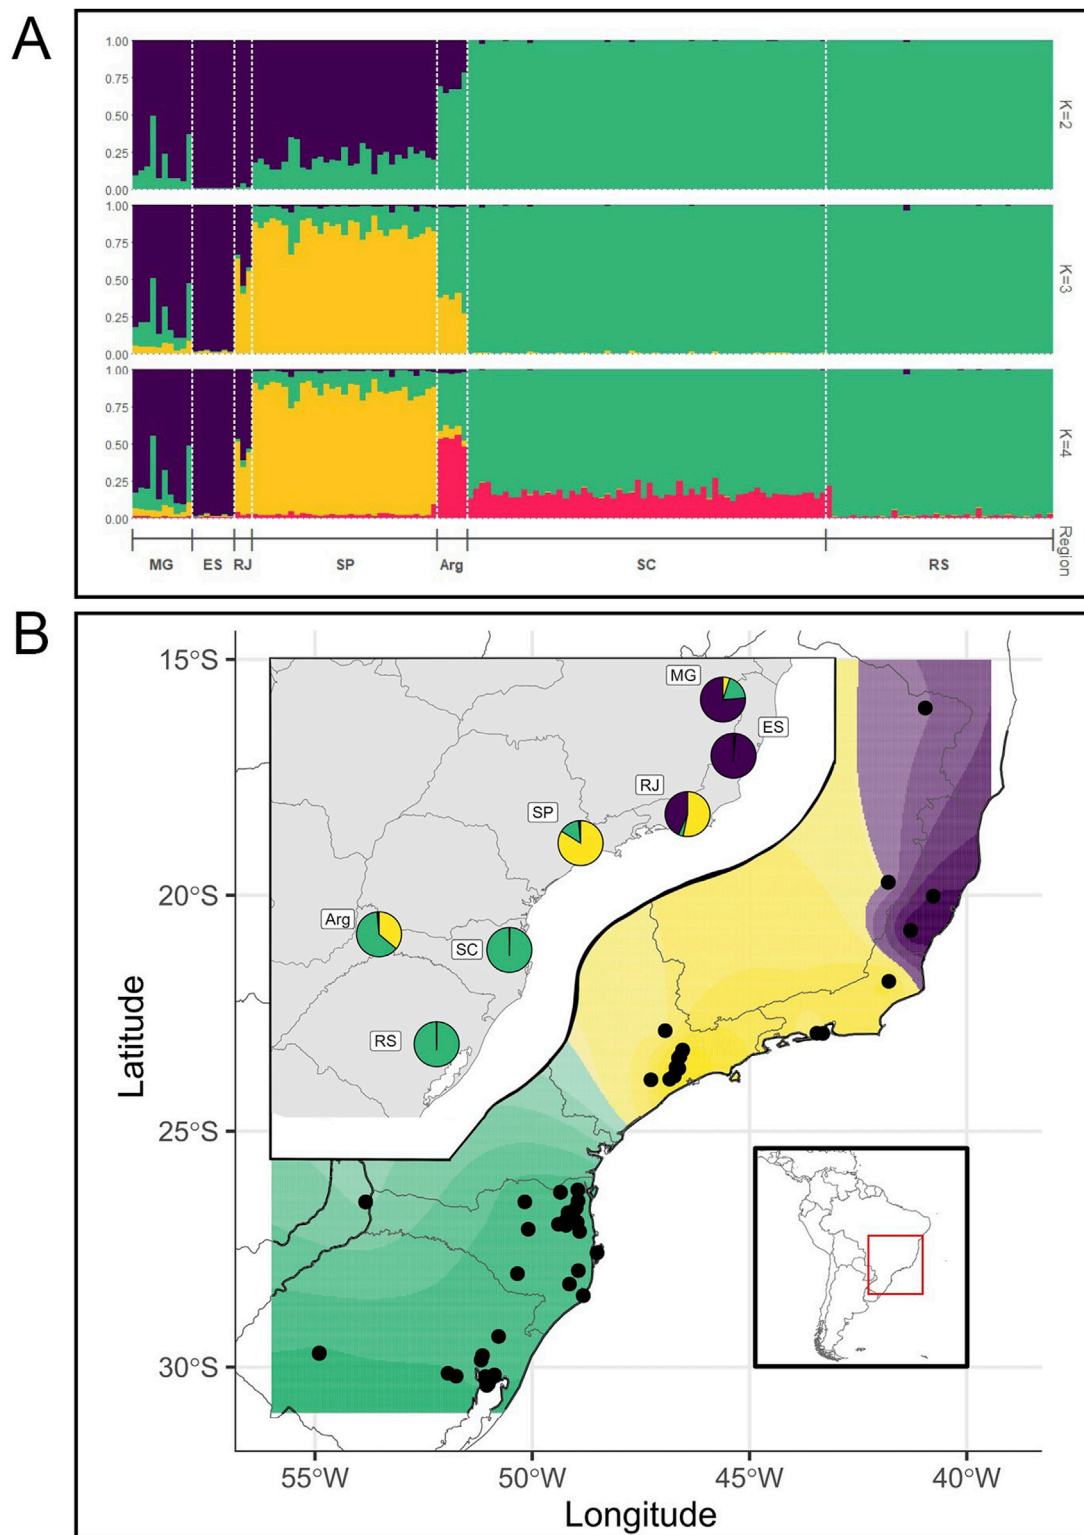 A
1.00
0.75
0.50
0.25
0.00
K=2
1.00
0.75
0.50
0.25
0.00
K=3
1.00
0.75
0.50
0.25
0.00
K=4
MG
ES
RJ
SP
Arg
SC
RS
Region
B
15°S
20°S
25°S
30°S
Latitude
MG
ES
RJ
SP
Arg
SC
RS
55°W
50°W
45°W
40°W
Longitude